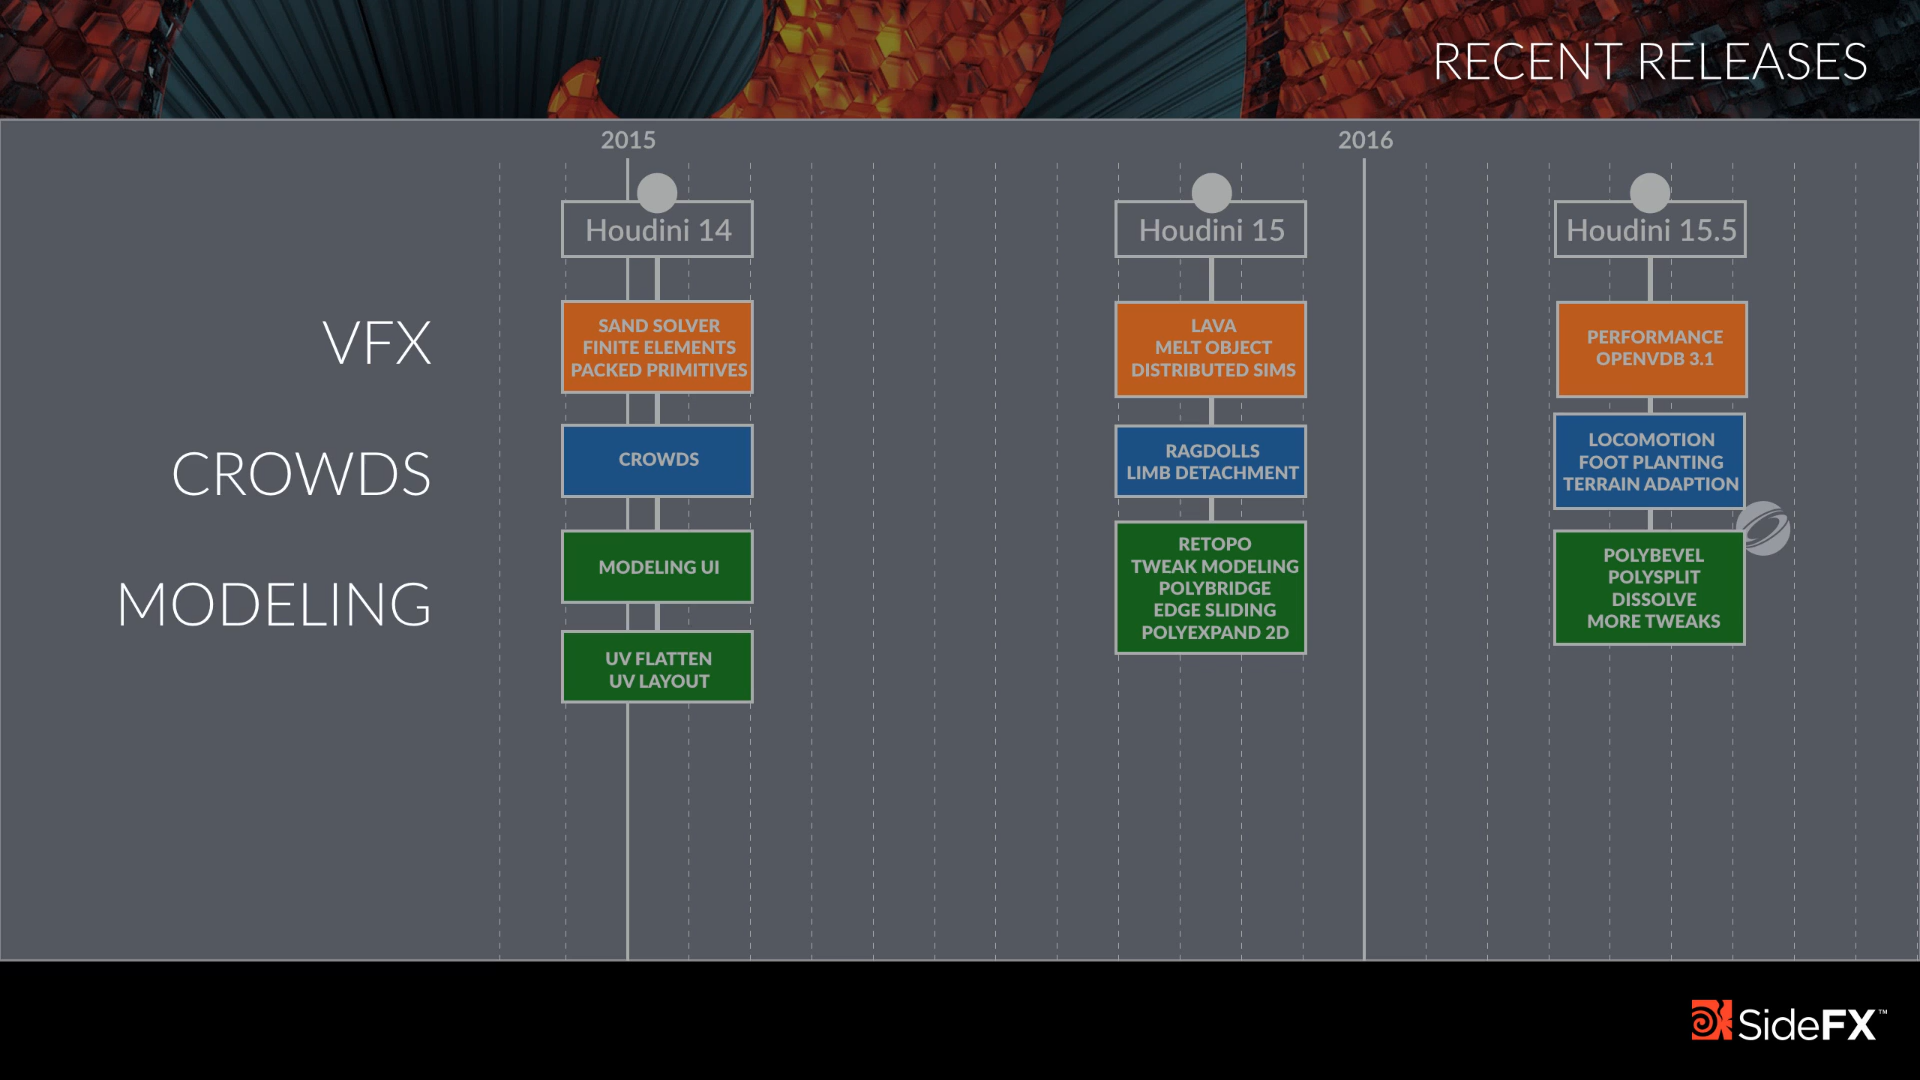 RECENT RELEASES
2015
2016
Houdini 14
Houdini 15
Houdini 15.5
VFX
SAND SOLVER
FINITE ELEMENTS
PACKED PRIMITIVES
LAVA
MELT OBJECT
DISTRIBUTED SIMS
PERFORMANCE
OPENVDB 3.1
CROWDS
CROWDS
RAGDOLLS
LIMB DETACHMENT
LOCOMOTION
FOOT PLANTING
TERRAIN ADAPTION
MODELING
MODELING UI
UV FLATTEN
UV LAYOUT
RETOPO
TWEAK MODELING
POLYBRIDGE
EDGE SLIDING
POLYEXPAND 2D
POLYBEVEL
POLYSPLIT
DISSOLVE
MORE TWEAKS
SideFX™